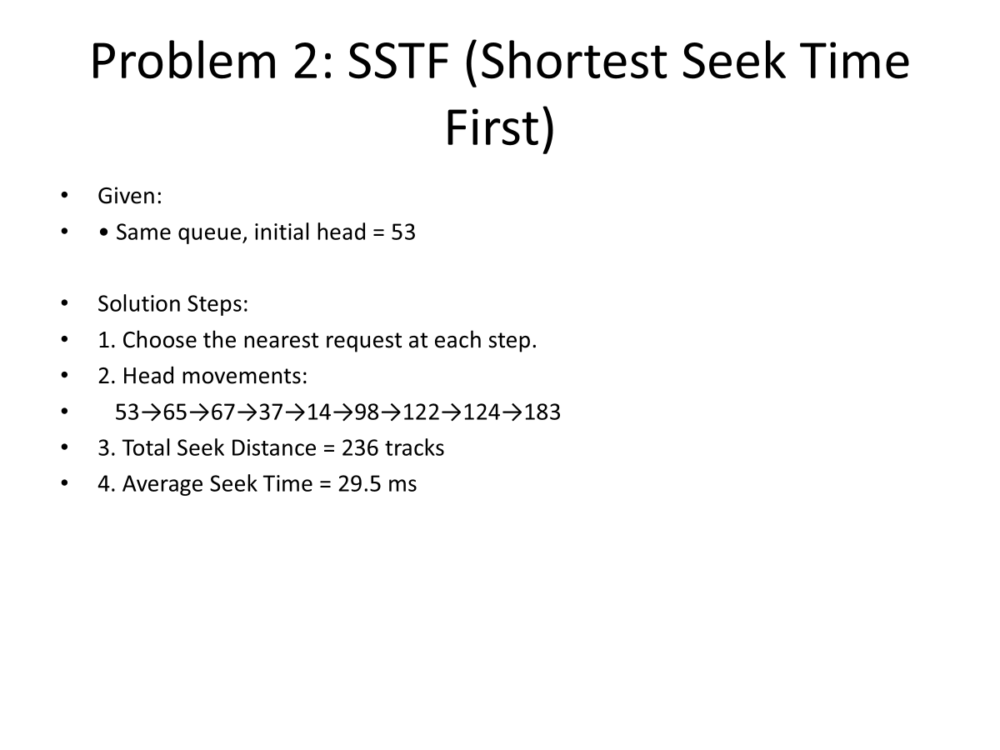 Problem 2: SSTF (Shortest Seek Time
First)
• Given:
• • Same queue, initial head = 53
• Solution Steps:
• 1. Choose the nearest request at each step.
• 2. Head movements:
• 53→65→67→37→14→98→122→124→183
• 3. Total Seek Distance = 236 tracks
• 4. Average Seek Time = 29.5 ms